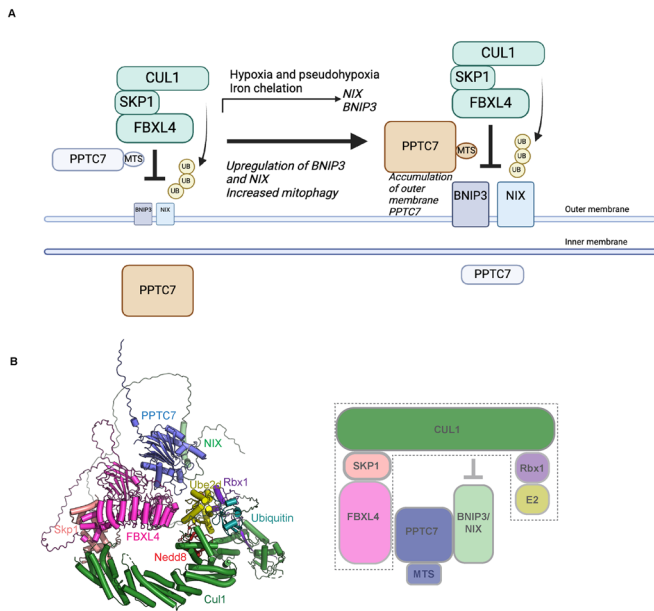 A
CUL1
SKP1
FBXL4
PPTC7
MTS
UB
UB
UB
BNIP3
NIX
PPTC7
Hypoxia and pseudohypoxia
Iron chelation
NIX
BNIP3
Upregulation of BNIP3
and NIX
Increased mitophagy
CUL1
SKP1
FBXL4
PPTC7
MTS
UB
UB
UB
Accumulation
of outer
membrane
PPTC7
BNIP3
NIX
Outer membrane
Inner membrane
PPTC7
B
PPTC7
NIX
Ube2d
Rbx1
Ubiquitin
Skp1
FBXL4
Nedd8
Cul1
CUL1
SKP1
Rbx1
FBXL4
E2
PPTC7
BNIP3/
NIX
MTS